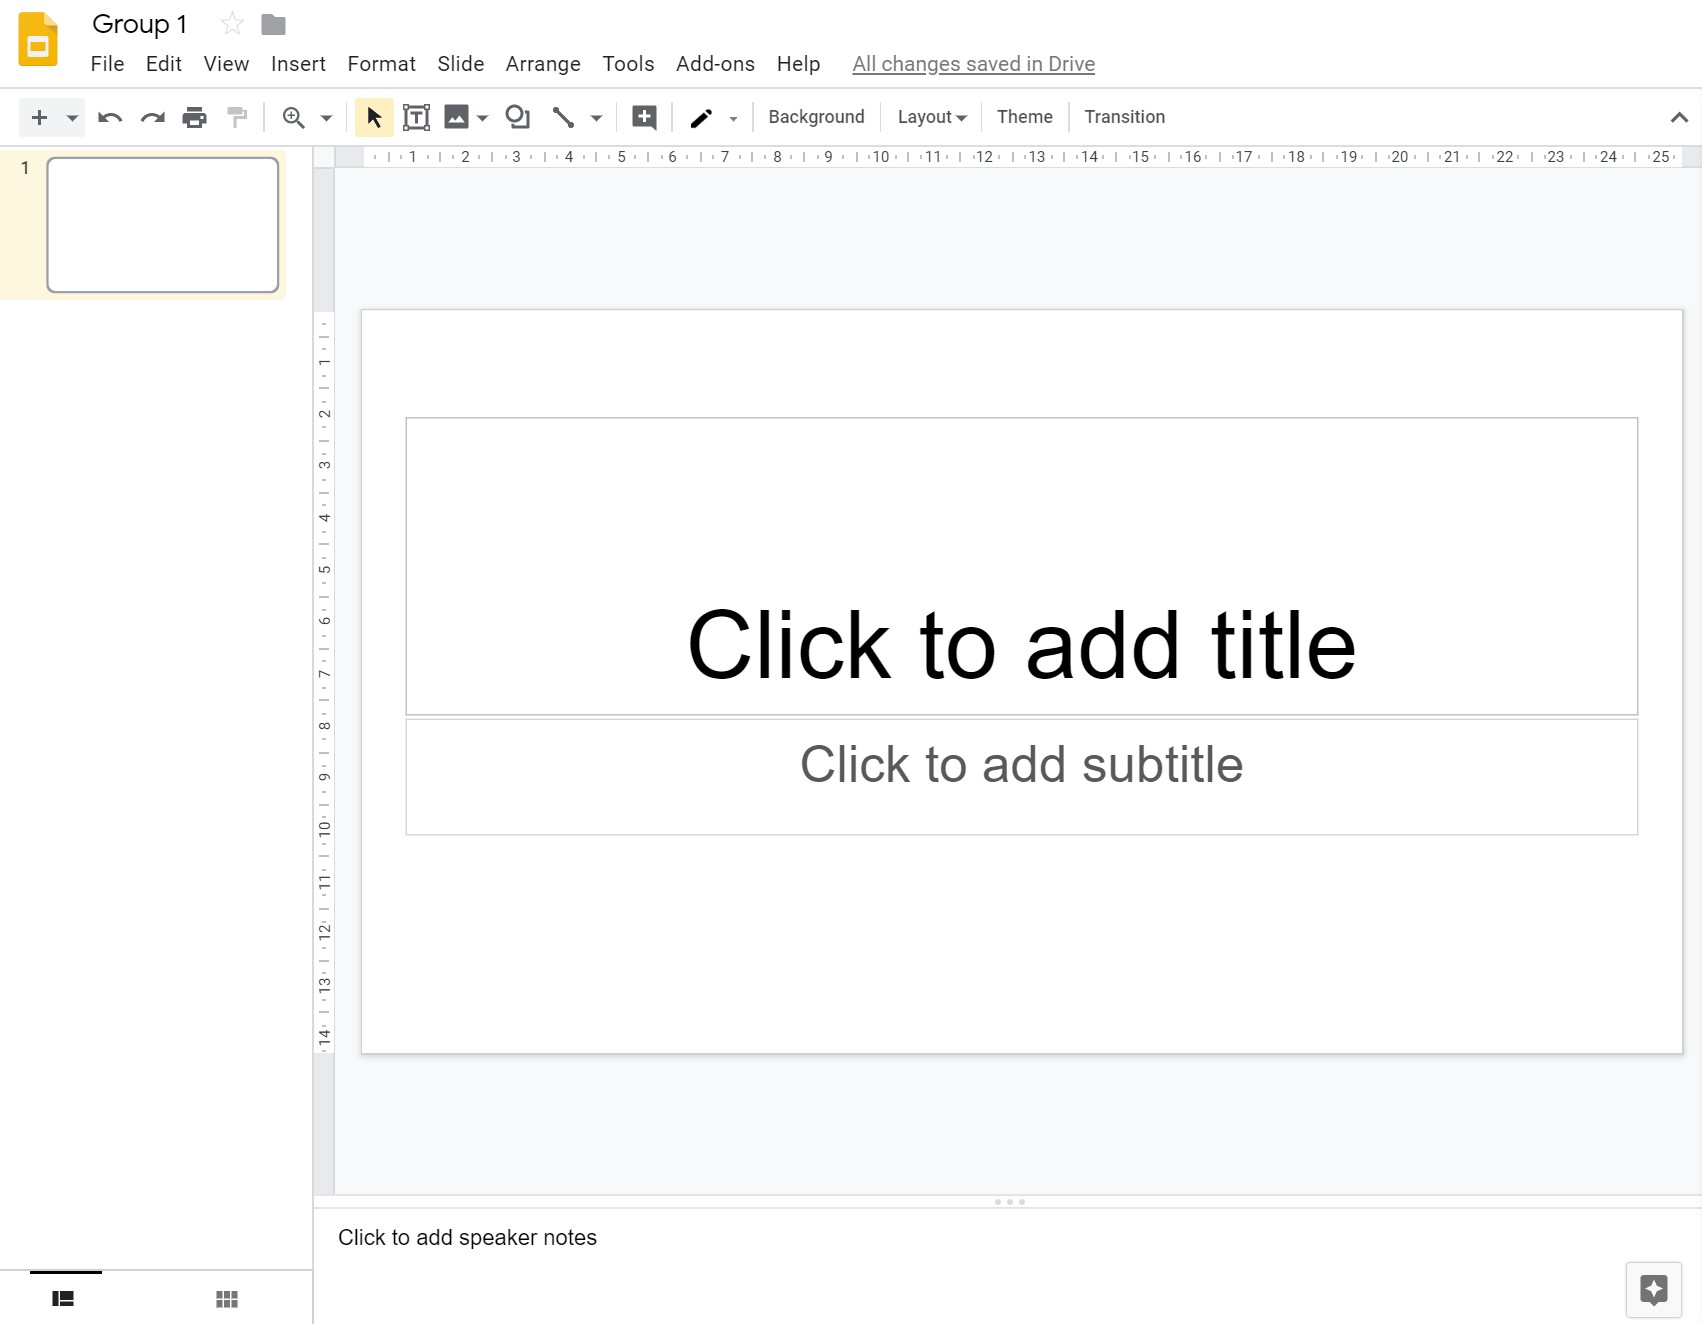 Group 1
File Edit View Insert Format Slide Arrange Tools Add-ons Help All changes saved in Drive
Background Layout Theme Transition
1 2 3 4 5 6 7 8 9 10 11 12 13 14 15 16 17 18 19 20 21 22 23 24 25
1
1
2
3
4
5
6
7
8
9
10
11
12
13
14
Click to add title
Click to add subtitle
Click to add speaker notes